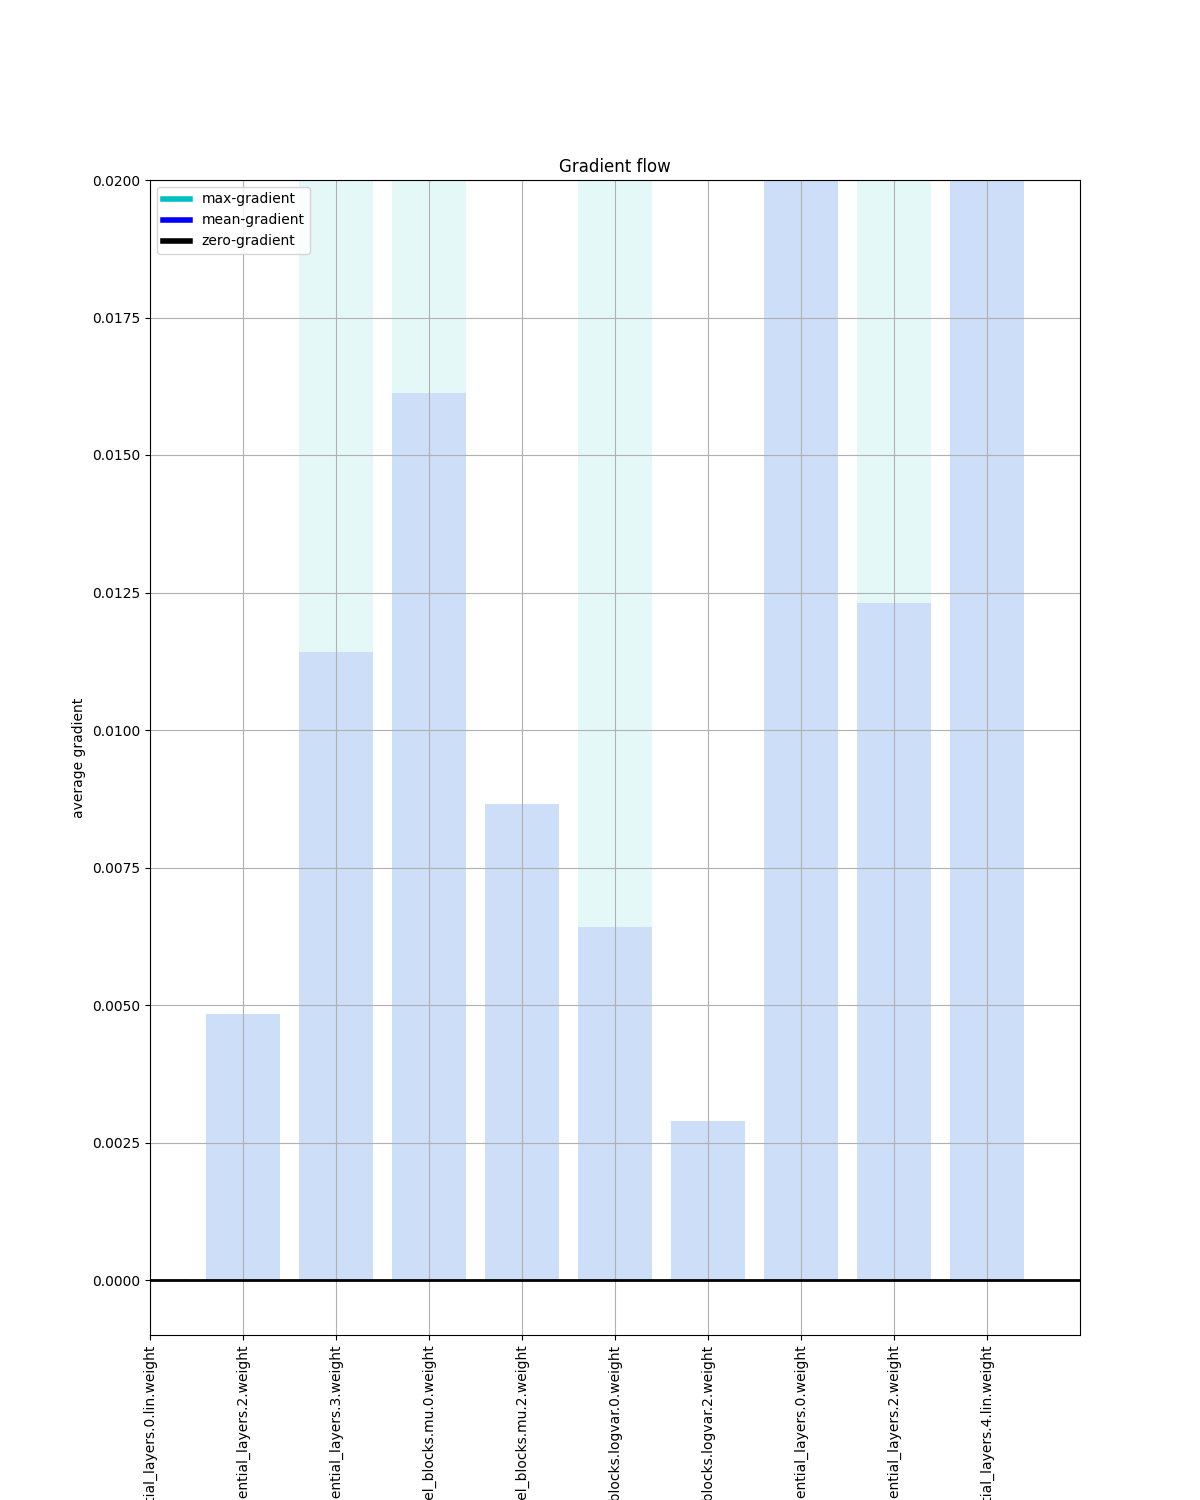 Gradient flow
max-gradient
mean-gradient
zero-gradient
0.0200
0.0175
0.0150
0.0125
0.0100
0.0075
0.0050
0.0025
0.0000
average gradient
tial_layers.0.lin.weight
ential_layers.2.weight
ential_layers.3.weight
el_blocks.mu.0.weight
el_blocks.mu.2.weight
blocks.logvar.0.weight
blocks.logvar.2.weight
ential_layers.0.weight
ential_layers.2.weight
tial_layers.4.lin.weight